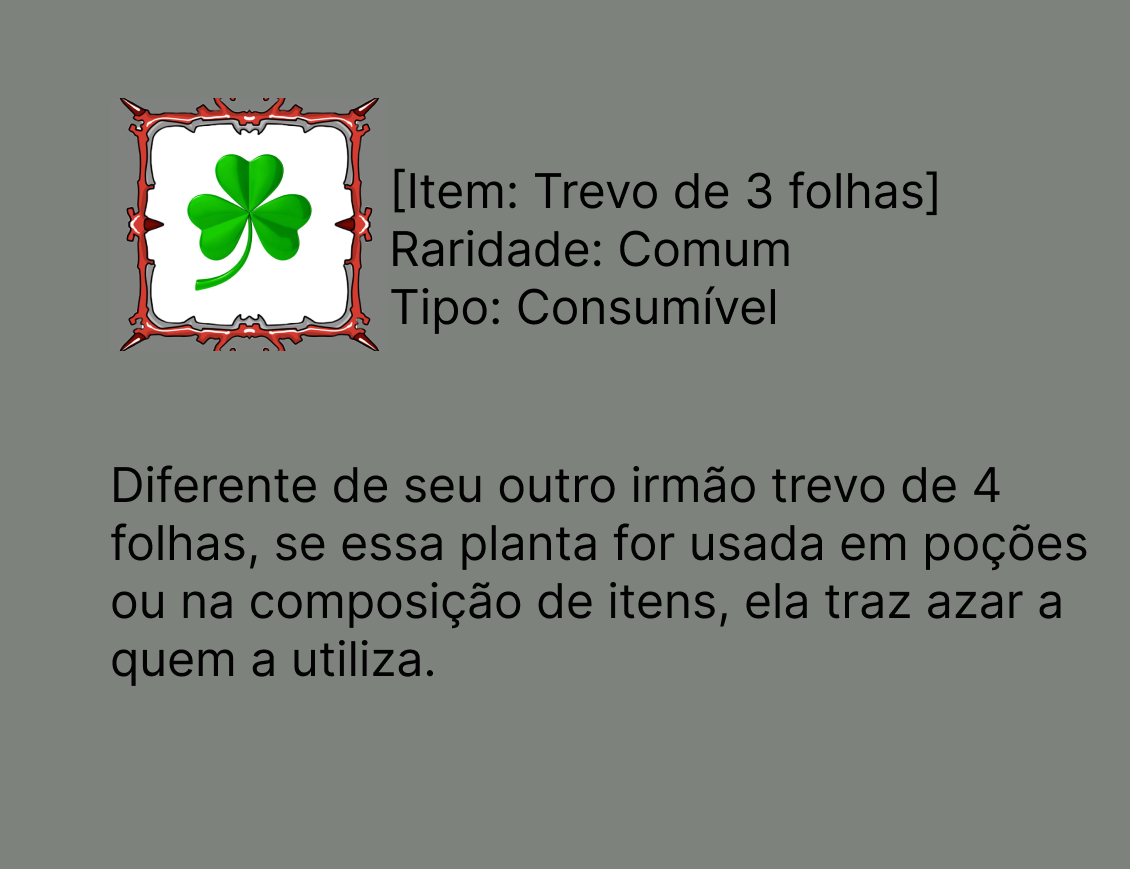 [Item: Trevo de 3 folhas]
Raridade: Comum
Tipo: Consumível
Diferente de seu outro irmão trevo de 4
folhas, se essa planta for usada em poções
ou na composição de itens, ela traz azar a
quem a utiliza.